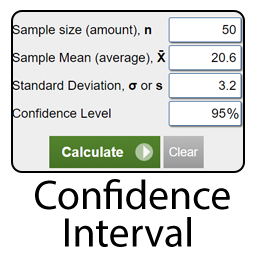 Sample size (amount), n 50
Sample Mean (average), X̄ 20.6
Standard Deviation, σ or s 3.2
Confidence Level 95%
Calculate Clear
Confidence
Interval